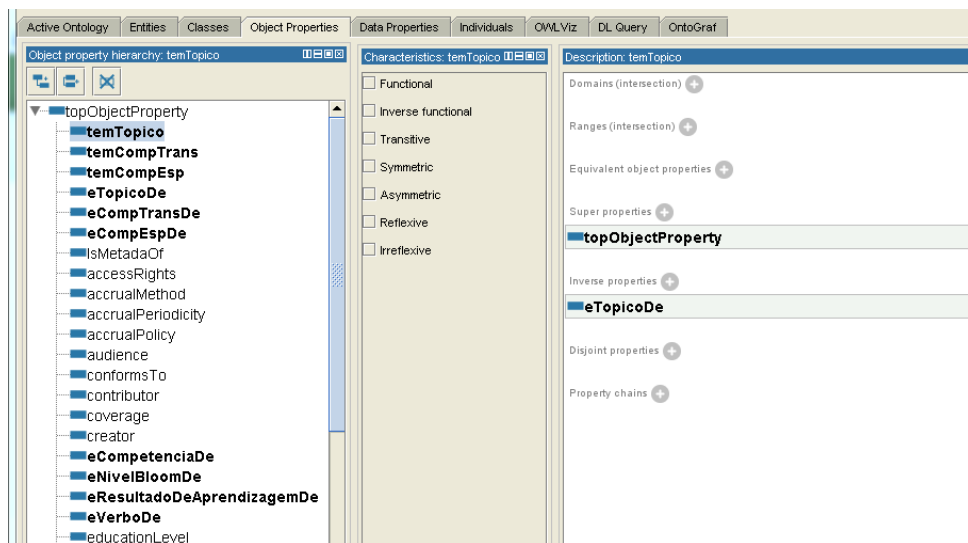 Active Ontology Entities Classes Object Properties Data Properties Individuals OWLViz DL Query OntoGraf
Object property hierarchy: temTopico
topObjectProperty
temTopico
temCompTrans
temCompEsp
eTopicoDe
eCompTransDe
eCompEspDe
IsMetadaOf
accessRights
accrualMethod
accrualPeriodicity
accrualPolicy
audience
conformsTo
contributor
coverage
creator
eCompetenciaDe
eNivelBloomDe
eResultadoDeAprendizagemDe
eVerboDe
educationLevel
Characteristics: temTopico
Functional
Inverse functional
Transitive
Symmetric
Asymmetric
Reflexive
Irreflexive
Description: temTopico
Domains (intersection)
Ranges (intersection)
Equivalent object properties
Super properties
topObjectProperty
Inverse properties
eTopicoDe
Disjoint properties
Property chains